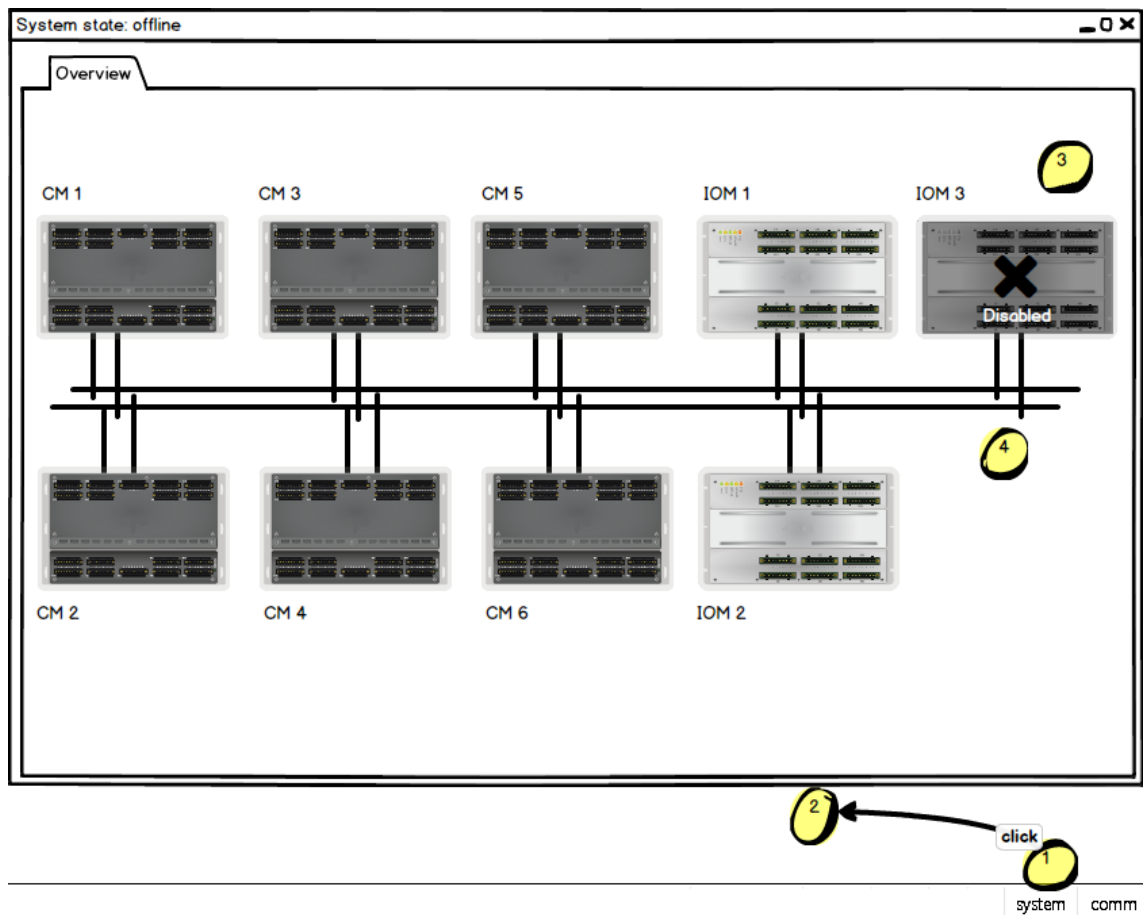 System state: offline
Overview
3
CM 1
CM 3
CM 5
IOM 1
IOM 3
Disabled
4
CM 2
CM 4
CM 6
IOM 2
2
click
1
system
comm